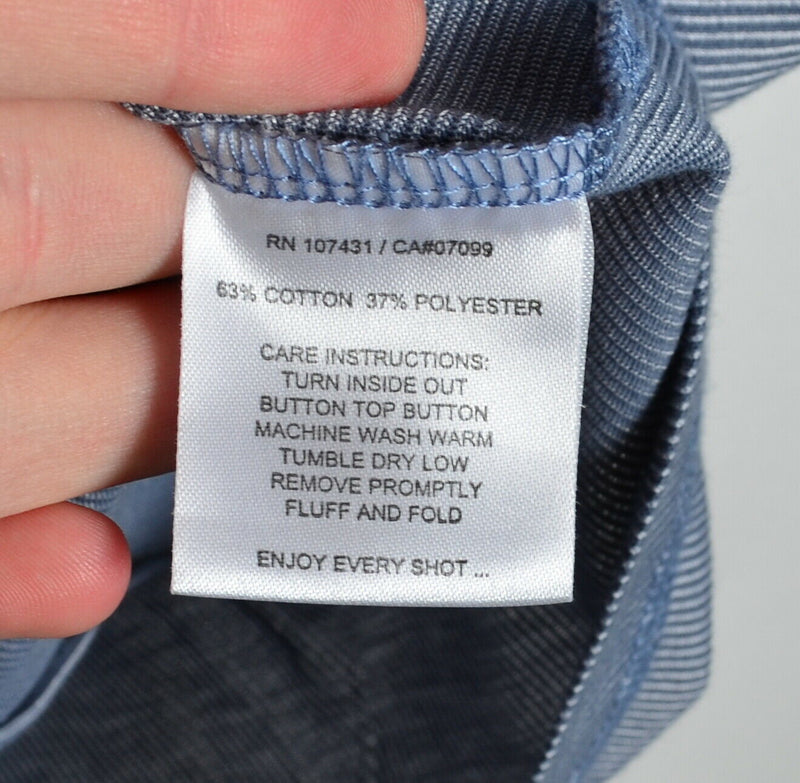 RN 107431 / CA#07099
63% COTTON 37% POLYESTER
CARE INSTRUCTIONS:
TURN INSIDE OUT
BUTTON TOP BUTTON
MACHINE WASH WARM
TUMBLE DRY LOW
REMOVE PROMPTLY
FLUFF AND FOLD
ENJOY EVERY SHOT ...